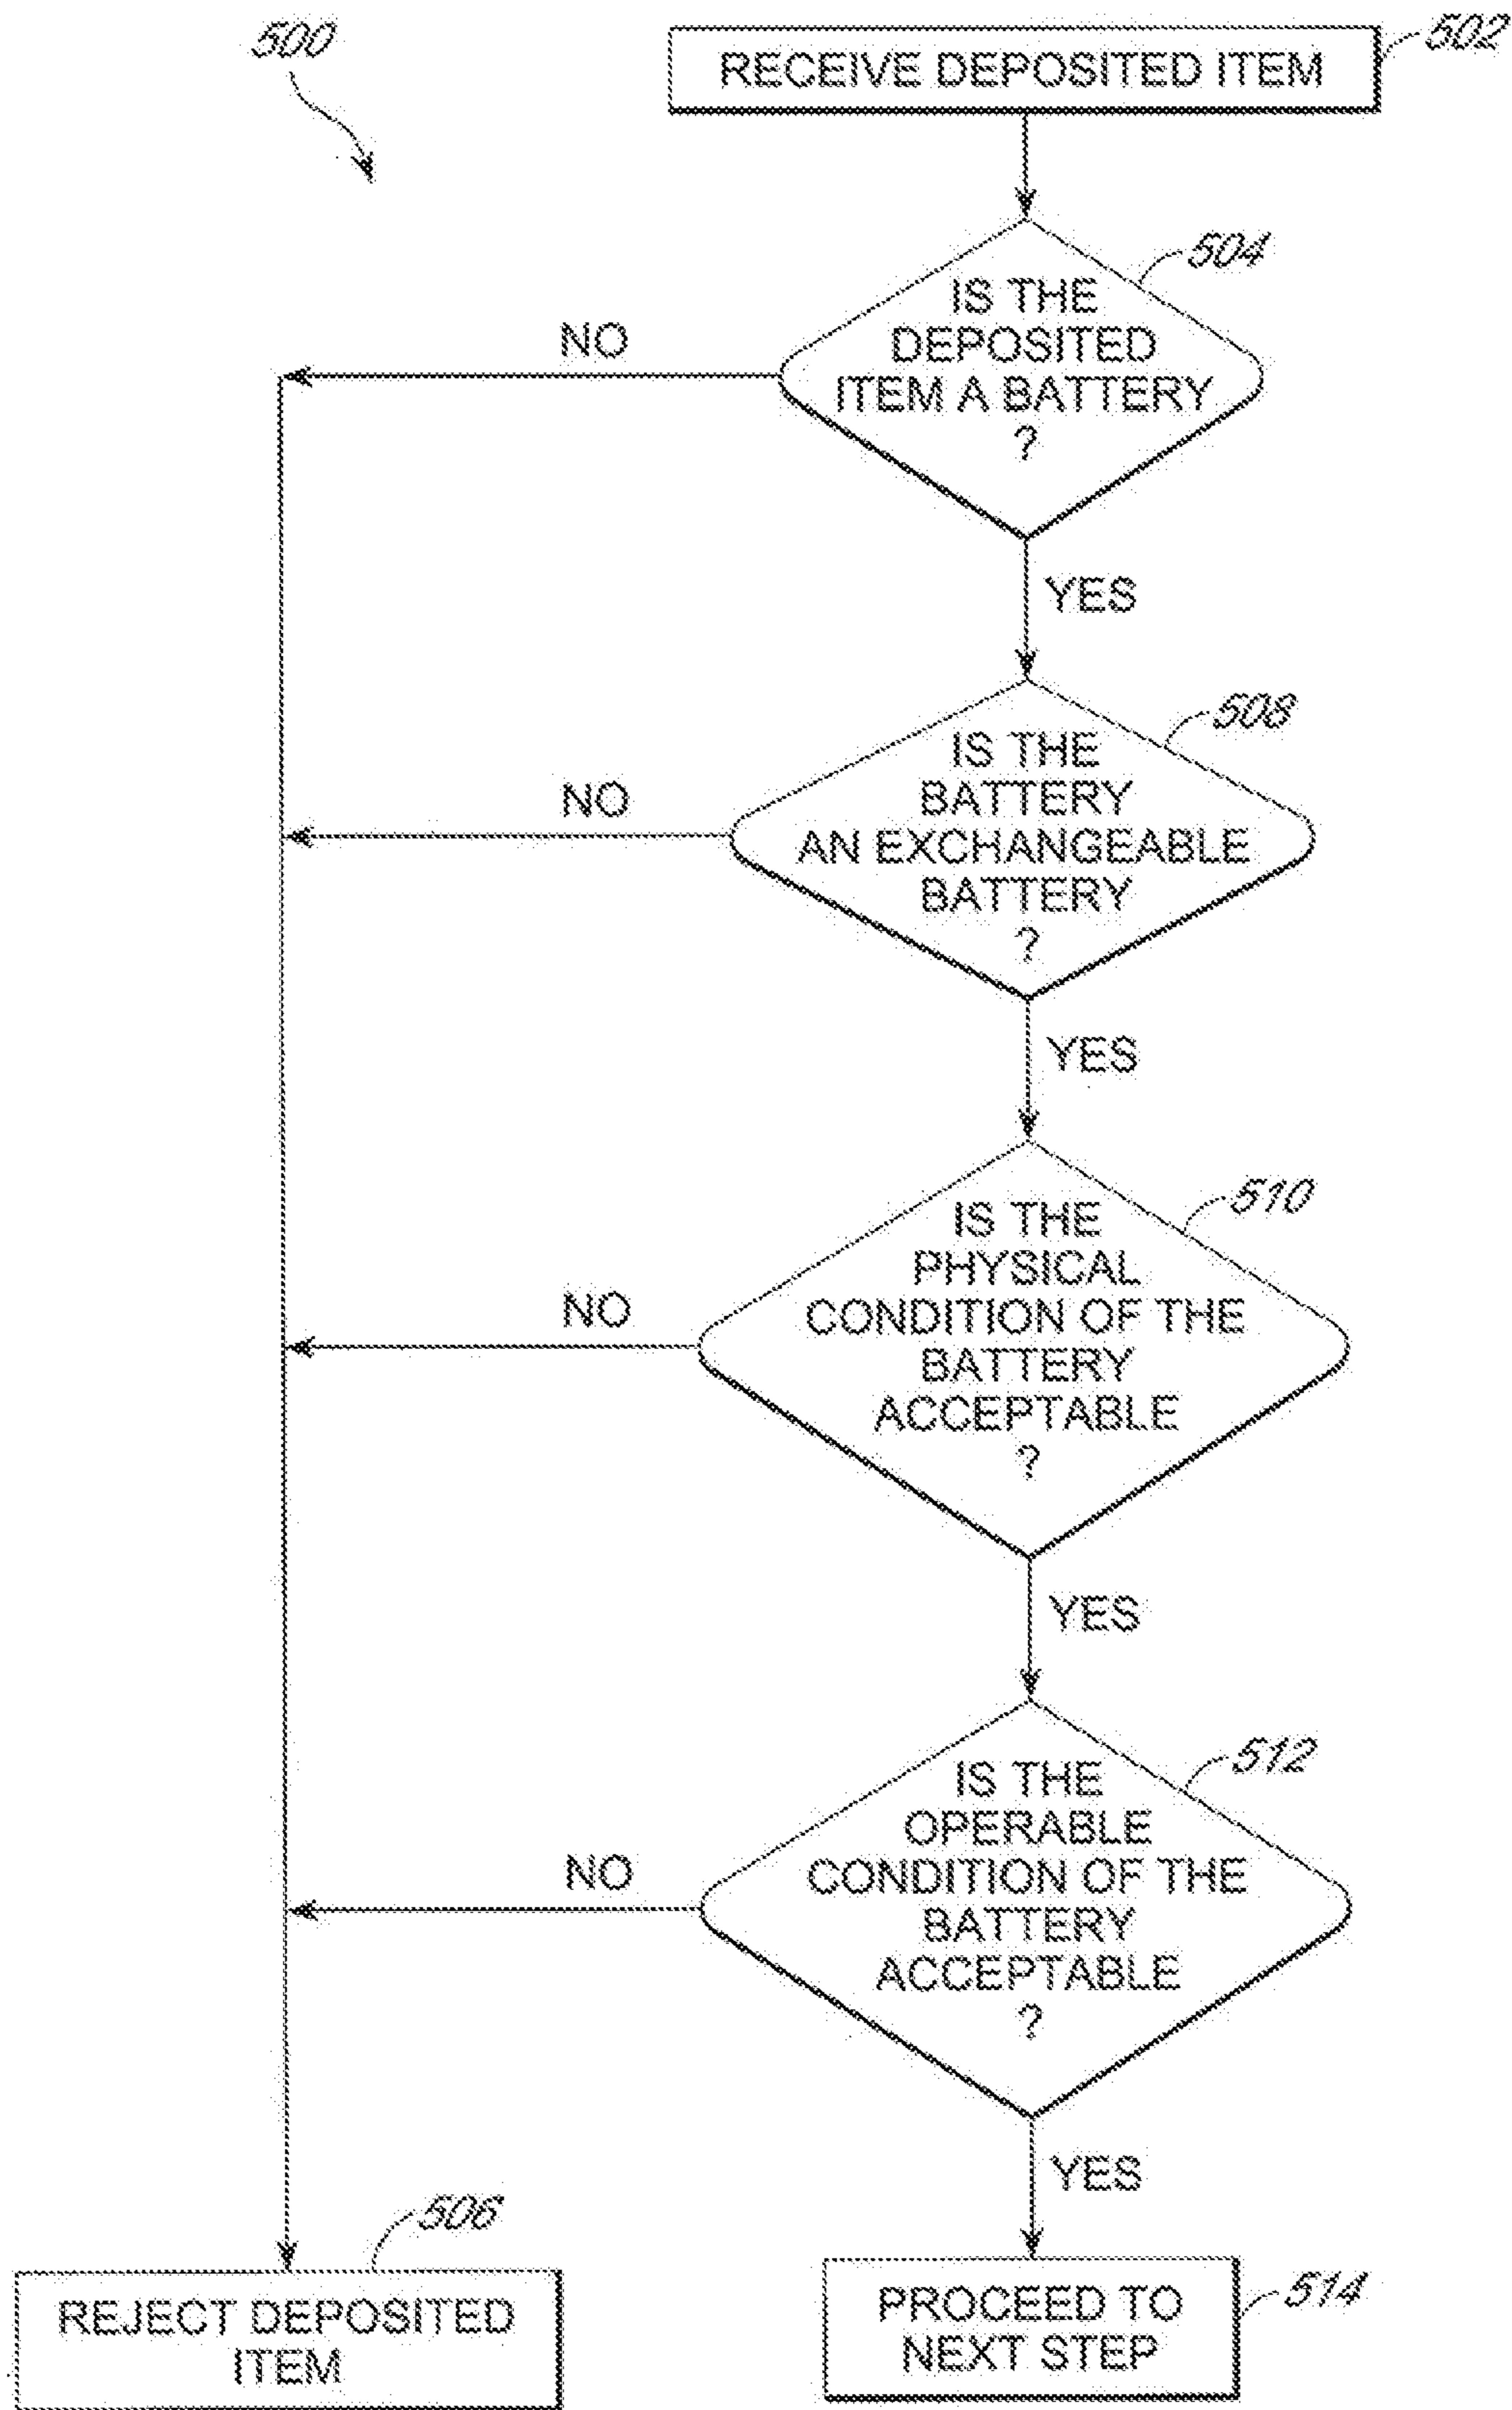 500
RECEIVE DEPOSITED ITEM
502
504
IS THE
DEPOSITED
ITEM A BATTERY
?
NO
YES
508
IS THE
BATTERY
AN EXCHANGEABLE
BATTERY
?
NO
YES
510
IS THE
PHYSICAL
CONDITION OF THE
BATTERY
ACCEPTABLE
?
NO
YES
512
IS THE
OPERABLE
CONDITION OF THE
BATTERY
ACCEPTABLE
?
NO
YES
506
REJECT DEPOSITED
ITEM
PROCEED TO
NEXT STEP
514